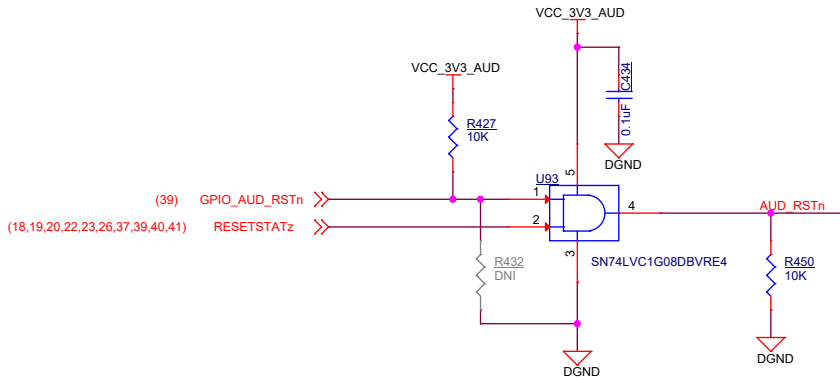 VCC_3V3_AUD
VCC_3V3_AUD
C434
0.1uF
R427
10K
DGND
U93
5
(39) GPIO_AUD_RSTn
1
4
AUD_RSTn
(18,19,20,22,23,26,37,39,40,41) RESETSTATz
2
3
R432
DNI
SN74LVC1G08DBVRE4
R450
10K
DGND
DGND